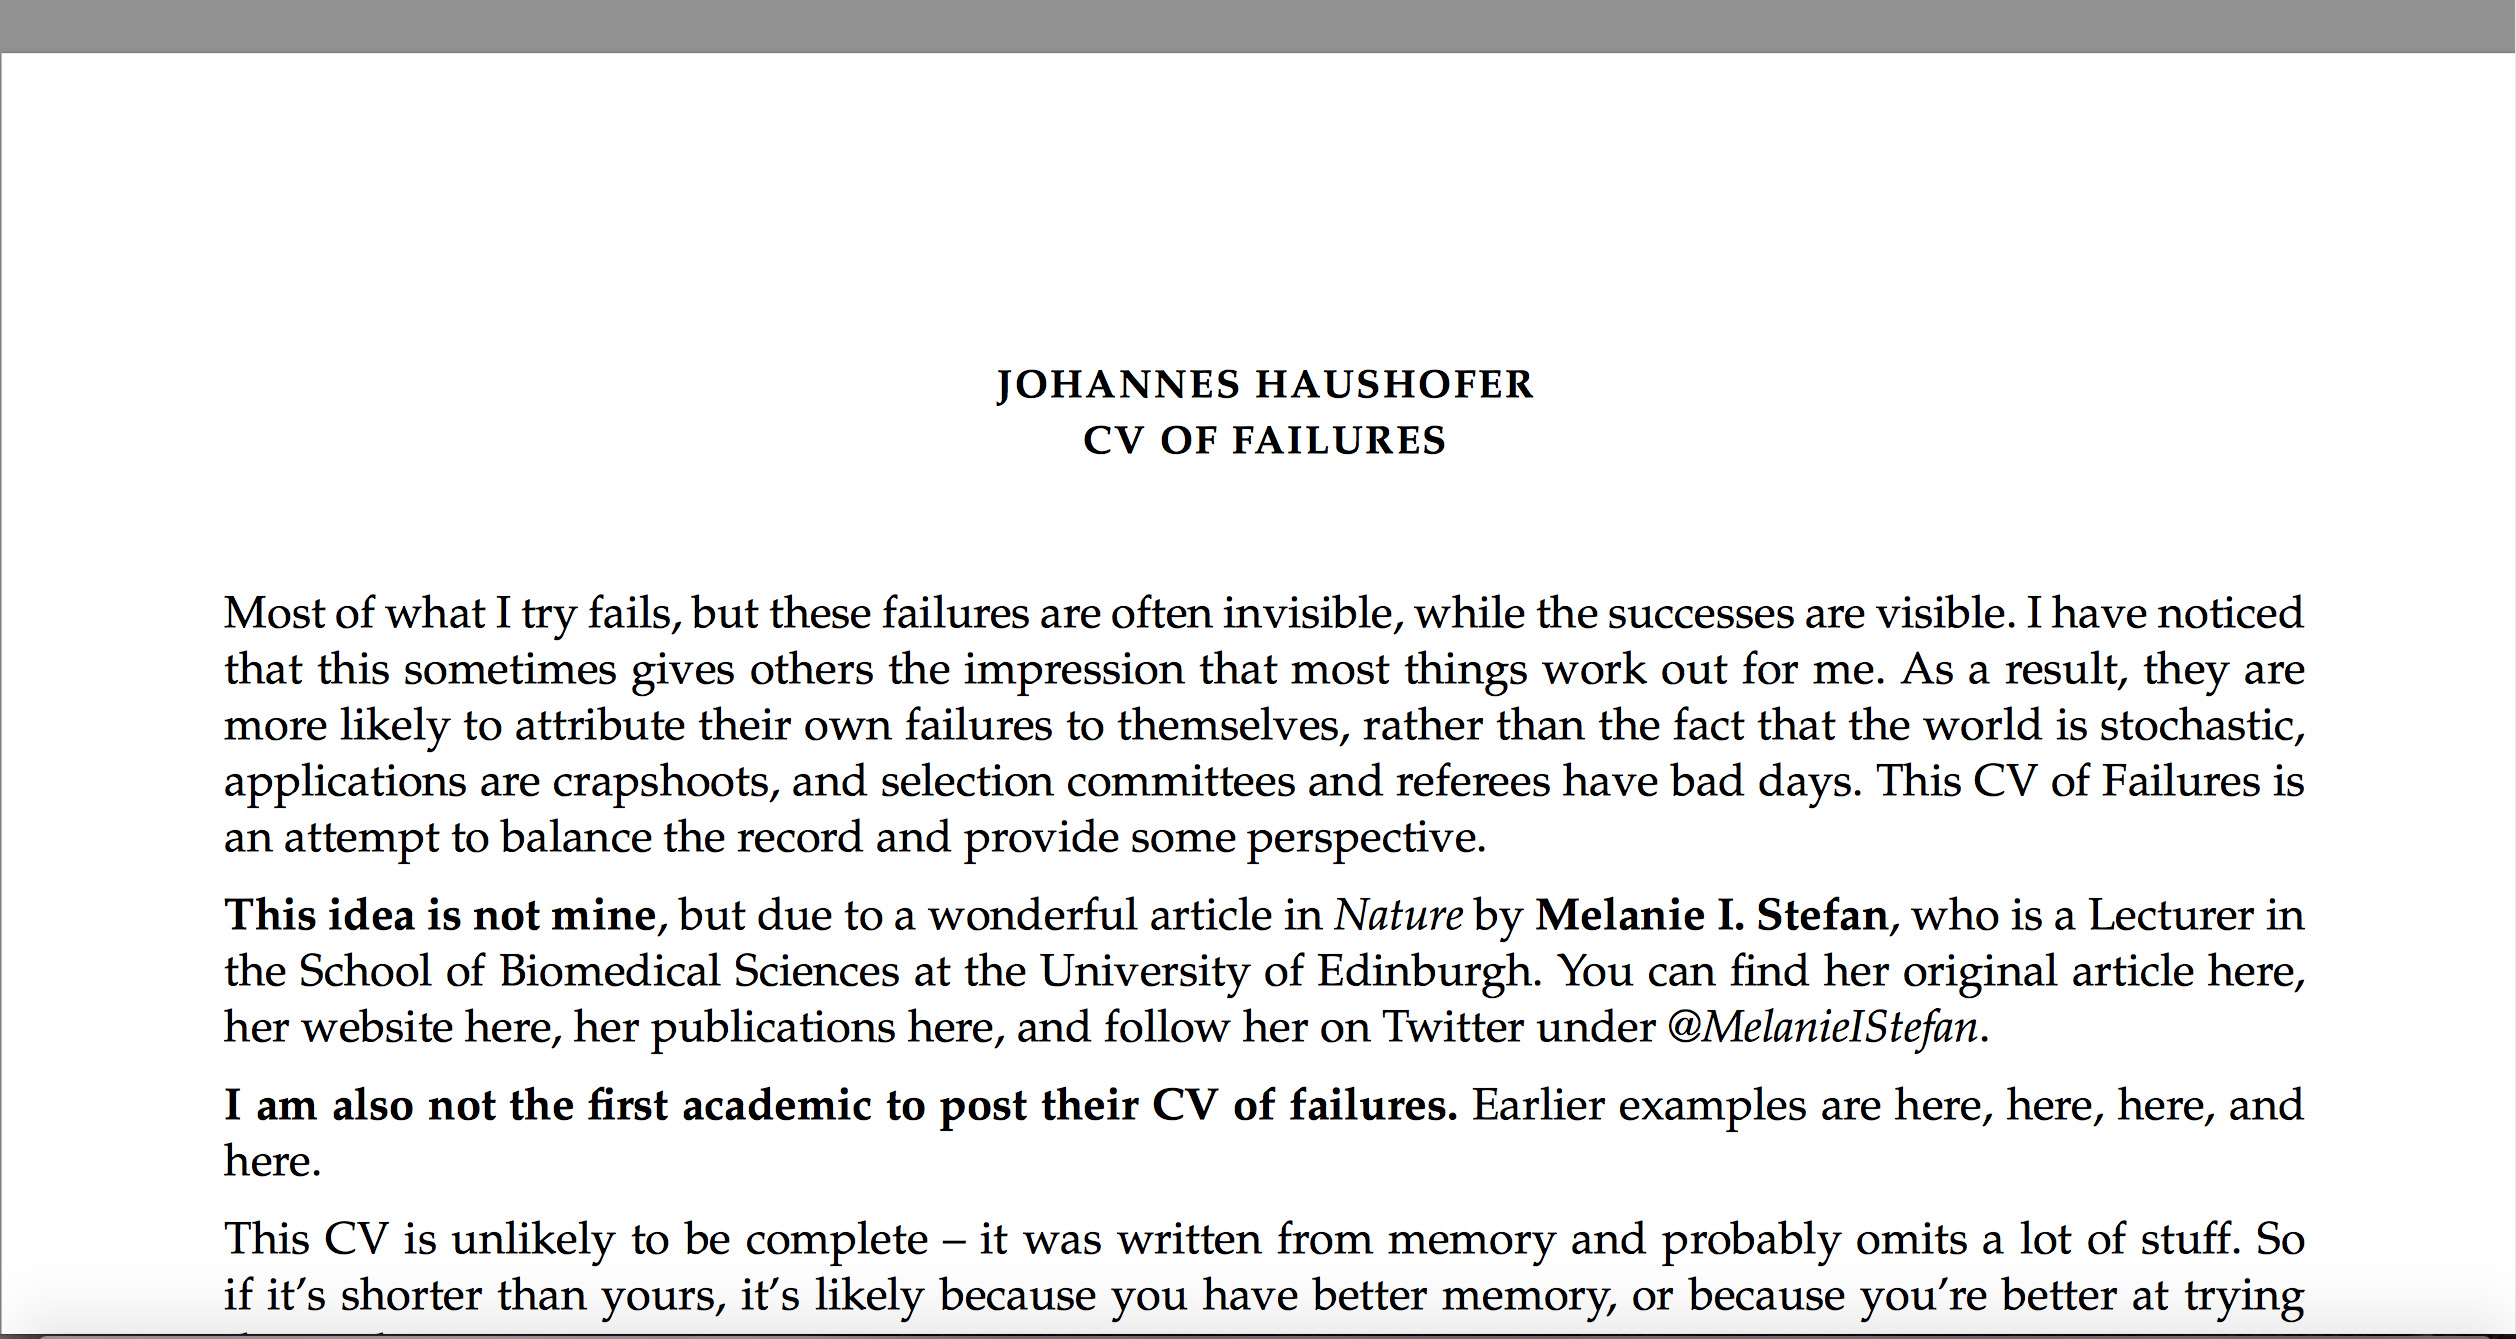 JOHANNES HAUSHOFER
CV OF FAILURES
Most of what I try fails, but these failures are often invisible, while the successes are visible. I have noticed
that this sometimes gives others the impression that most things work out for me. As a result, they are
more likely to attribute their own failures to themselves, rather than the fact that the world is stochastic,
applications are crapshoots, and selection committees and referees have bad days. This CV of Failures is
an attempt to balance the record and provide some perspective.
This idea is not mine, but due to a wonderful article in Nature by Melanie I. Stefan, who is a Lecturer in
the School of Biomedical Sciences at the University of Edinburgh. You can find her original article here,
her website here, her publications here, and follow her on Twitter under @MelanieIStefan.
I am also not the first academic to post their CV of failures. Earlier examples are here, here, here, and
here.
This CV is unlikely to be complete – it was written from memory and probably omits a lot of stuff. So
if it’s shorter than yours, it’s likely because you have better memory, or because you’re better at trying